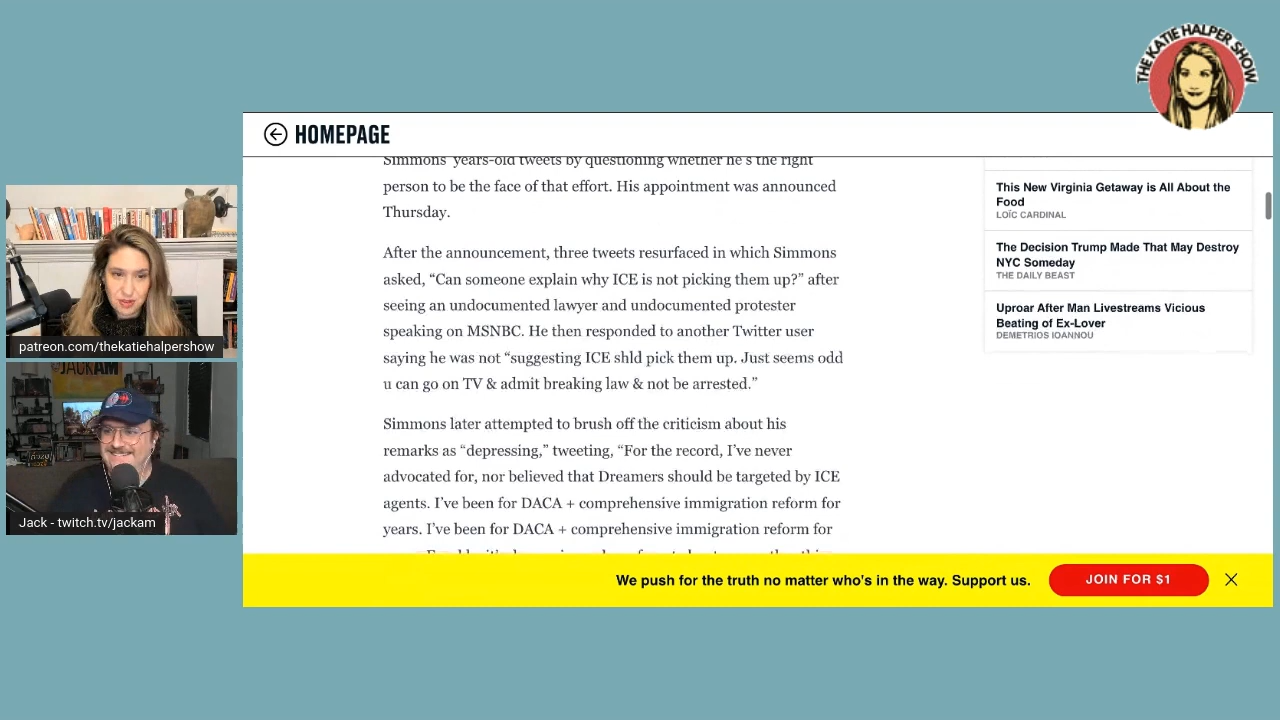 THE KATIE HALPER SHOW
HOMEPAGE
Simmons' years-old tweets by questioning whether he's the right
person to be the face of that effort. His appointment was announced
Thursday.
After the announcement, three tweets resurfaced in which Simmons
asked, “Can someone explain why ICE is not picking them up?” after
seeing an undocumented lawyer and undocumented protester
speaking on MSNBC. He then responded to another Twitter user
saying he was not “suggesting ICE shld pick them up. Just seems odd
u can go on TV & admit breaking law & not be arrested.”
Simmons later attempted to brush off the criticism about his
remarks as “depressing,” tweeting, “For the record, I’ve never
advocated for, nor believed that Dreamers should be targeted by ICE
agents. I’ve been for DACA + comprehensive immigration reform for
years. I’ve been for DACA + comprehensive immigration reform for
This New Virginia Getaway is All About the
Food
LOÏC CARDINAL
The Decision Trump Made That May Destroy
NYC Someday
THE DAILY BEAST
Uproar After Man Livestreams Vicious
Beating of Ex-Lover
DEMETRIOS IOANNOU
patreon.com/thekatiehalpershow
JACKAM
Jack - twitch.tv/jackam
We push for the truth no matter who's in the way. Support us.
JOIN FOR $1